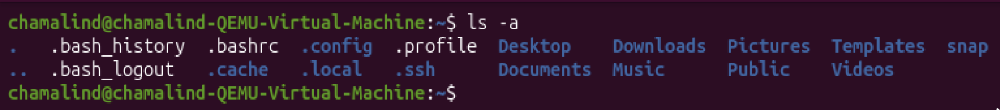 chamalind@chamalind-QEMU-Virtual-Machine:~$ ls -a
.   .bash_history  .bashrc  .config  .profile  Desktop    Downloads  Pictures  Templates  snap
..  .bash_logout   .cache   .local   .ssh      Documents  Music      Public    Videos
chamalind@chamalind-QEMU-Virtual-Machine:~$